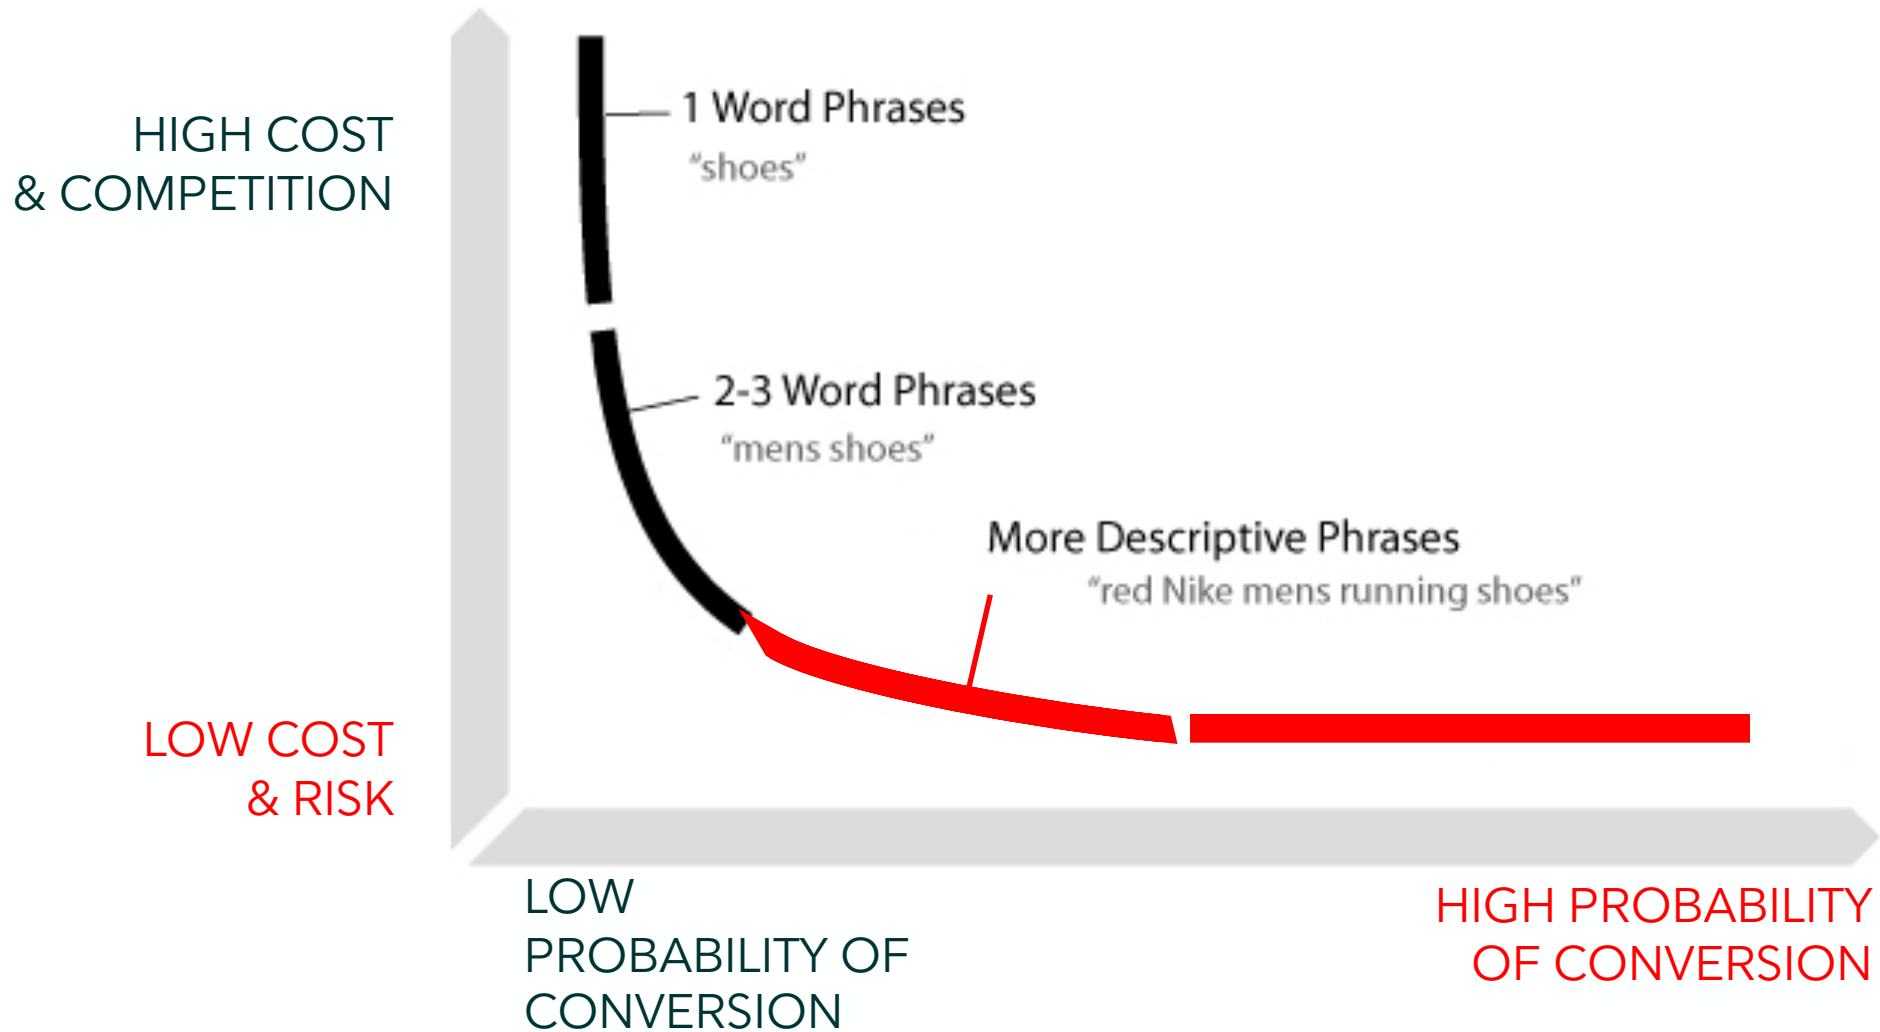 HIGH COST
& COMPETITION
1 Word Phrases
“shoes”
2-3 Word Phrases
“mens shoes”
More Descriptive Phrases
“red Nike mens running shoes”
LOW COST
& RISK
LOW
PROBABILITY OF
CONVERSION
HIGH PROBABILITY
OF CONVERSION